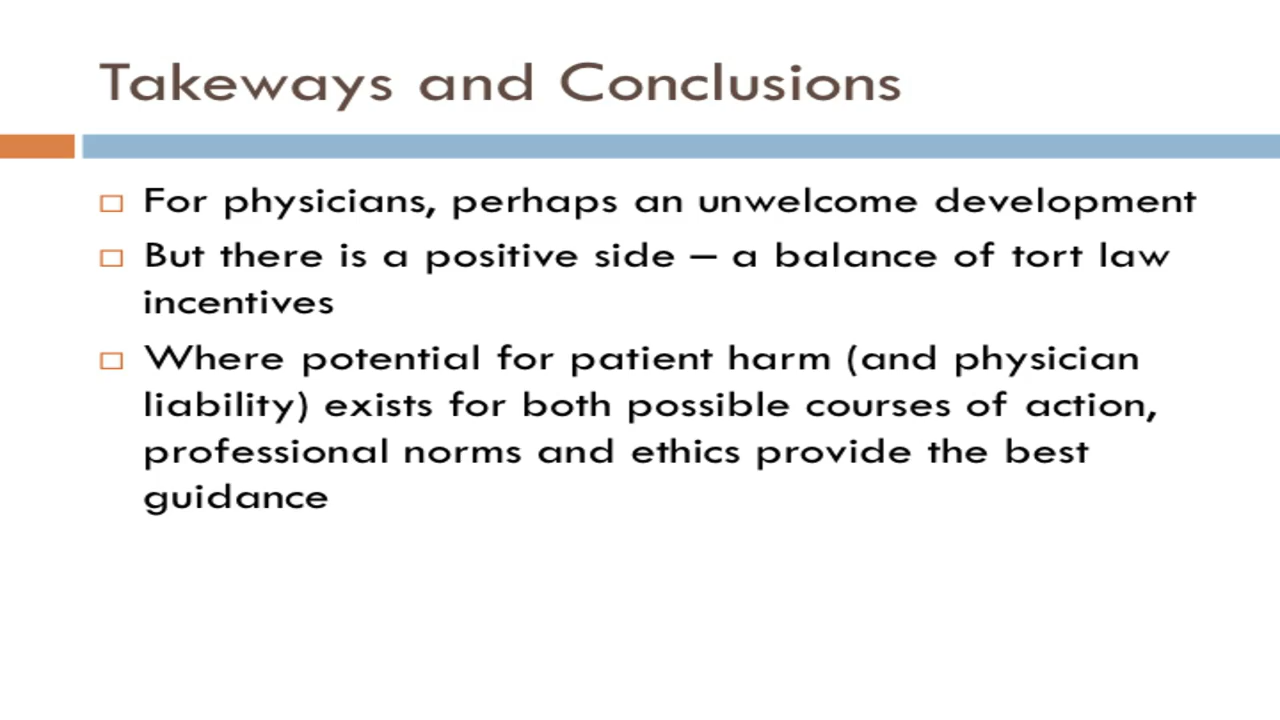 Takeways and Conclusions
For physicians, perhaps an unwelcome development
But there is a positive side – a balance of tort law
incentives
Where potential for patient harm (and physician
liability) exists for both possible courses of action,
professional norms and ethics provide the best
guidance